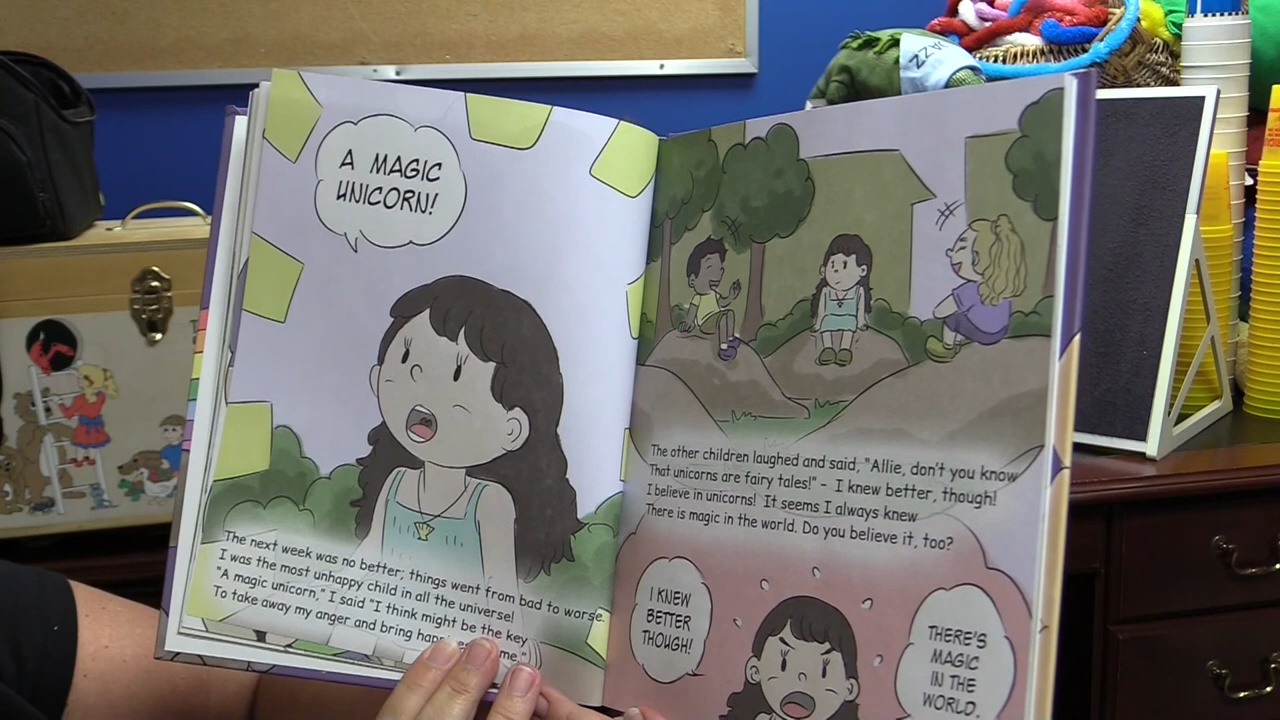 JAZZ
A MAGIC
UNICORN!
The next week was no better; things went from bad to worse.
I was the most unhappy child in all the universe!
"A magic unicorn," I said "I think might be the key
To take away my anger and bring me."
The other children laughed and said, "Allie, don't you know
That unicorns are fairy tales!" – I knew better, though!
I believe in unicorns! It seems I always knew
There is magic in the world. Do you believe it, too?
I KNEW
BETTER
THOUGH!
THERE'S
MAGIC
IN THE
WORLD.